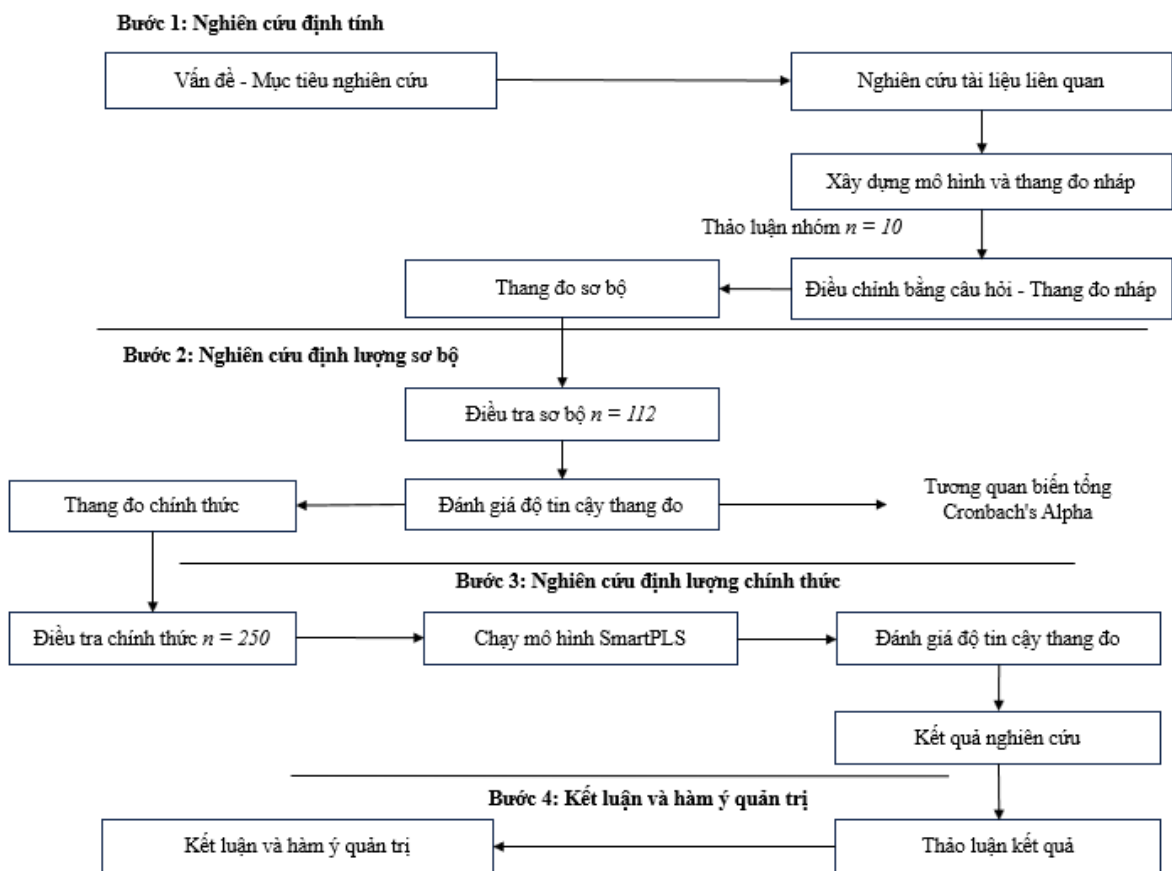 Bước 1: Nghiên cứu định tính
Vấn đề - Mục tiêu nghiên cứu
Nghiên cứu tài liệu liên quan
Xây dựng mô hình và thang đo nháp
Thảo luận nhóm n = 10
Thang đo sơ bộ
Điều chỉnh bằng câu hỏi - Thang đo nháp
Bước 2: Nghiên cứu định lượng sơ bộ
Điều tra sơ bộ n = 112
Thang đo chính thức
Đánh giá độ tin cậy thang đo
Tương quan biến tổng
Cronbach's Alpha
Bước 3: Nghiên cứu định lượng chính thức
Điều tra chính thức n = 250
Chạy mô hình SmartPLS
Đánh giá độ tin cậy thang đo
Kết quả nghiên cứu
Bước 4: Kết luận và hàm ý quản trị
Kết luận và hàm ý quản trị
Thảo luận kết quả